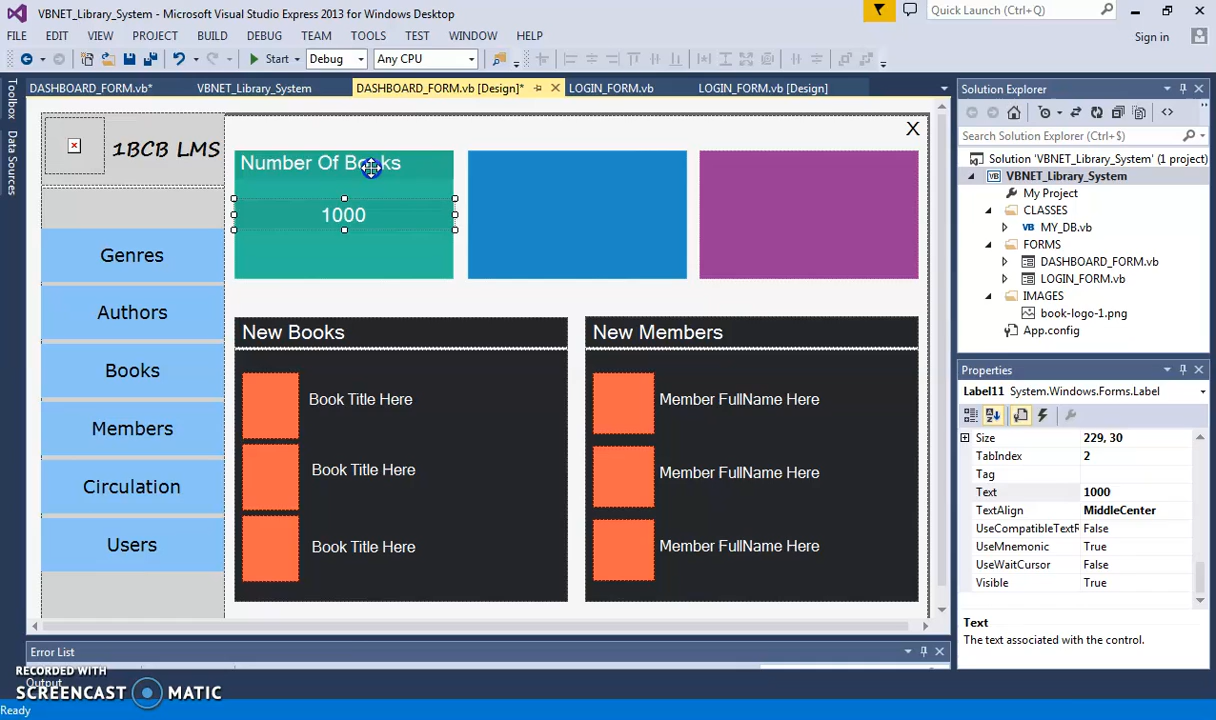 VBNET_Library_System - Microsoft Visual Studio Express 2013 for Windows Desktop
Quick Launch (Ctrl+Q)
FILE EDIT VIEW PROJECT BUILD DEBUG TEAM TOOLS TEST WINDOW HELP
Sign in
Start Debug Any CPU
Toolbox
Data Sources
DASHBOARD_FORM.vb* VBNET_Library_System DASHBOARD_FORM.vb [Design]* LOGIN_FORM.vb LOGIN_FORM.vb [Design]
1BCB LMS
X
Number Of Books
1000
Genres
Authors
Books
Members
Circulation
Users
New Books
Book Title Here
Book Title Here
Book Title Here
New Members
Member FullName Here
Member FullName Here
Member FullName Here
Solution Explorer
Search Solution Explorer (Ctrl+$)
Solution 'VBNET_Library_System' (1 project)
VBNET_Library_System
My Project
CLASSES
MY_DB.vb
FORMS
DASHBOARD_FORM.vb
LOGIN_FORM.vb
IMAGES
book-logo-1.png
App.config
Properties
Label11 System.Windows.Forms.Label
Size 229, 30
TabIndex 2
Tag
Text 1000
TextAlign MiddleCenter
UseCompatibleTextR False
UseMnemonic True
UseWaitCursor False
Visible True
Text
The text associated with the control.
Error List
Output
RECORDED WITH
SCREENCAST MATIC
Ready